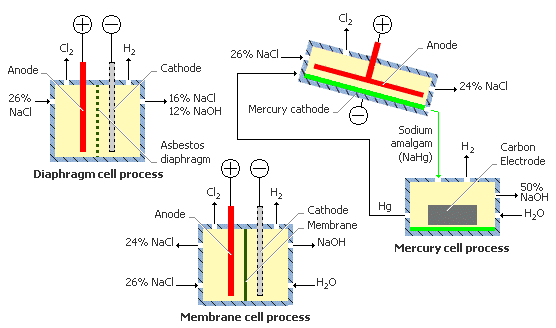 +
Cl2
H2
Anode
Cathode
26%
NaCl
16% NaCl
12% NaOH
Asbestos
diaphragm
Diaphragm cell process
+
Cl2
26% NaCl
Anode
24% NaCl
Mercury cathode
−
Sodium
amalgam
(NaHg)
H2
Carbon
Electrode
50%
NaOH
Hg
H2O
Mercury cell process
+
−
Cl2
H2
Anode
Cathode
Membrane
24% NaCl
NaOH
26% NaCl
H2O
Membrane cell process
−